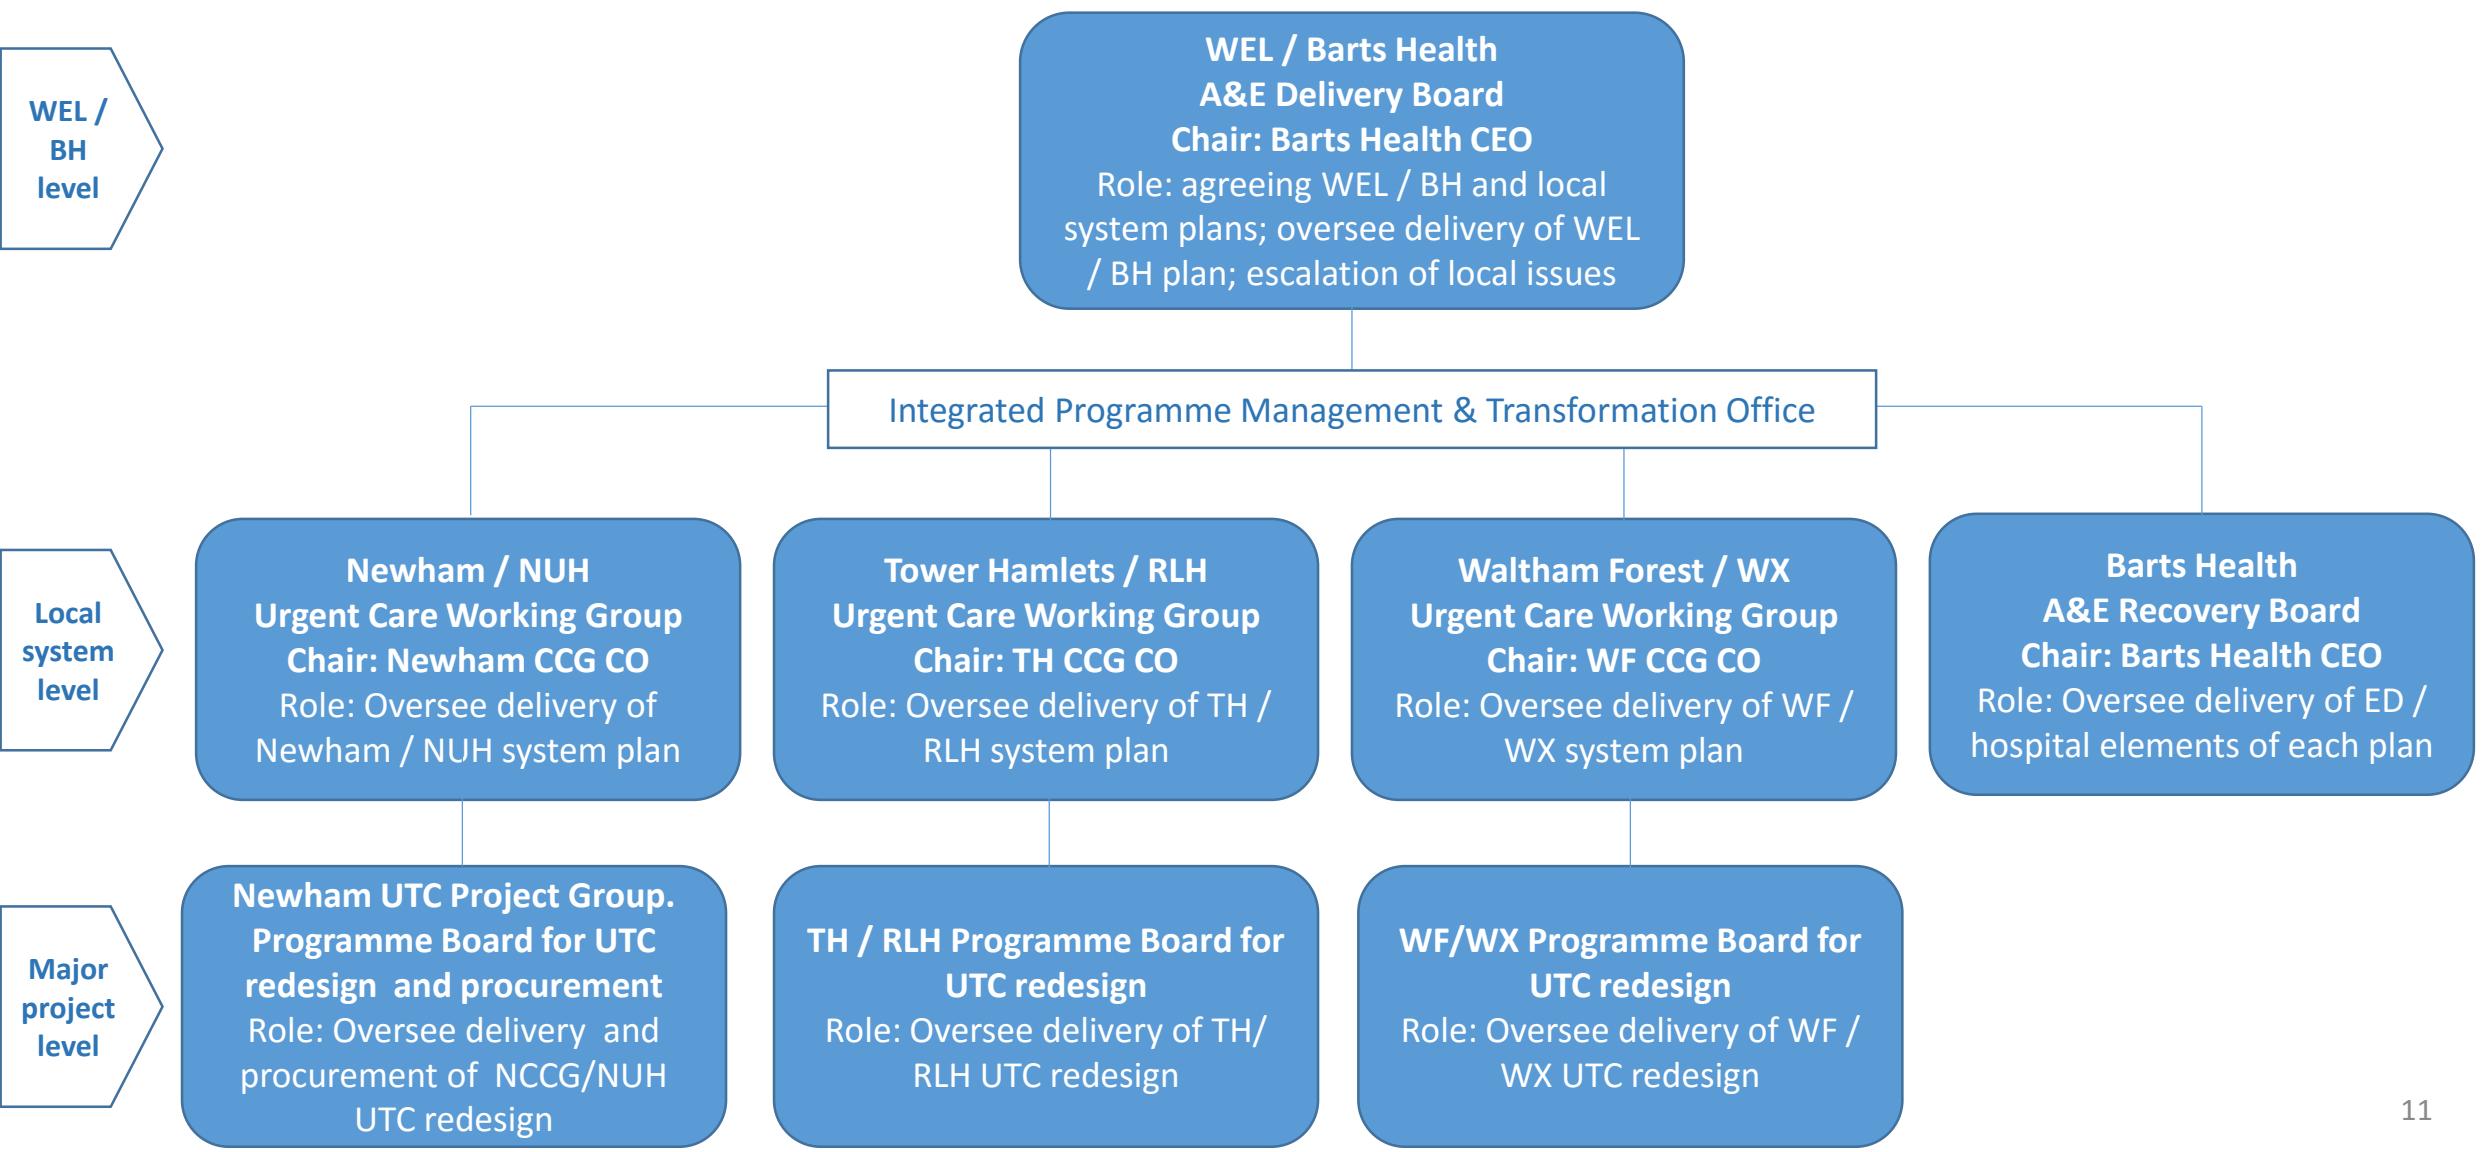 WEL /
BH
level
WEL / Barts Health
A&E Delivery Board
Chair: Barts Health CEO
Role: agreeing WEL / BH and local
system plans; oversee delivery of WEL
/ BH plan; escalation of local issues
Integrated Programme Management & Transformation Office
Local
system
level
Newham / NUH
Urgent Care Working Group
Chair: Newham CCG CO
Role: Oversee delivery of
Newham / NUH system plan
Tower Hamlets / RLH
Urgent Care Working Group
Chair: TH CCG CO
Role: Oversee delivery of TH /
RLH system plan
Waltham Forest / WX
Urgent Care Working Group
Chair: WF CCG CO
Role: Oversee delivery of WF /
WX system plan
Barts Health
A&E Recovery Board
Chair: Barts Health CEO
Role: Oversee delivery of ED /
hospital elements of each plan
Major
project
level
Newham UTC Project Group.
Programme Board for UTC
redesign  and procurement
Role: Oversee delivery  and
procurement of  NCCG/NUH
UTC redesign
TH / RLH Programme Board for
UTC redesign
Role: Oversee delivery of TH/
RLH UTC redesign
WF/WX Programme Board for
UTC redesign
Role: Oversee delivery of WF /
WX UTC redesign
11